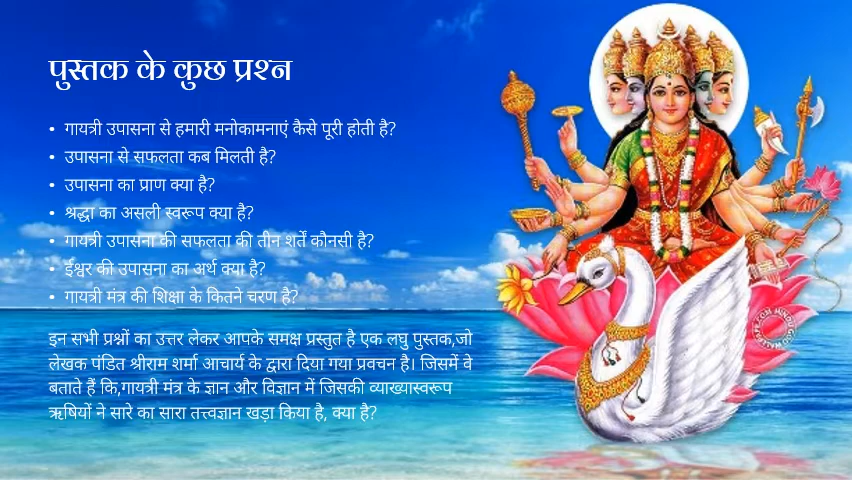 पुस्तक के कुछ प्रश्न
• गायत्री उपासना से हमारी मनोकामनाएं कैसे पूरी होती है?
• उपासना से सफलता कब मिलती है?
• उपासना का प्राण क्या है?
• श्रद्धा का असली स्वरूप क्या है?
• गायत्री उपासना की सफलता की तीन शर्तें कौनसी है?
• ईश्वर की उपासना का अर्थ क्या है?
• गायत्री मंत्र की शिक्षा के कितने चरण है?
इन सभी प्रश्नों का उत्तर लेकर आपके समक्ष प्रस्तुत है एक लघु पुस्तक,जो
लेखक पंडित श्रीराम शर्मा आचार्य के द्वारा दिया गया प्रवचन है। जिसमें वे
बताते हैं कि,गायत्री मंत्र के ज्ञान और विज्ञान में जिसकी व्याख्यास्वरूप
ऋषियों ने सारे का सारा तत्त्वज्ञान खड़ा किया है, क्या है?